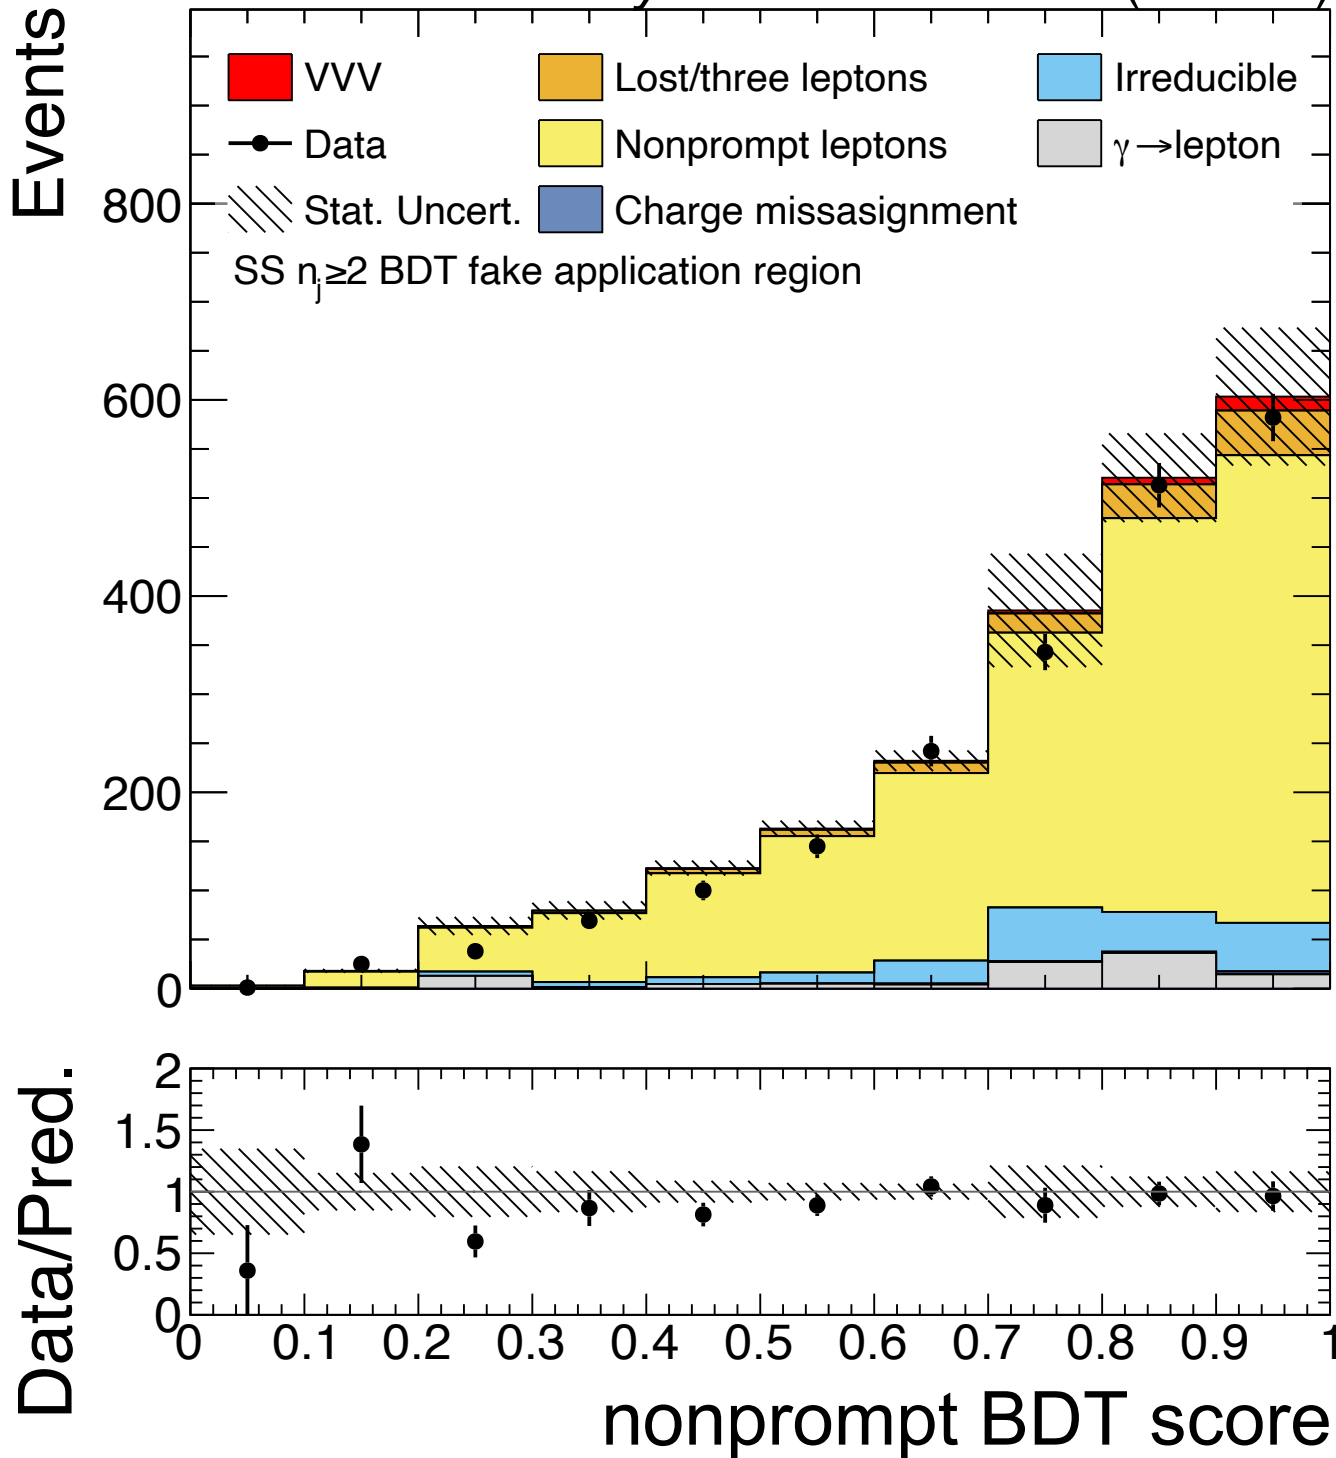 Events
VVV
Lost/three leptons
Irreducible
Data
Nonprompt leptons
γ→lepton
Stat. Uncert.
Charge missasignment
SS nj≥2 BDT fake application region
800
600
400
200
0
Data/Pred.
2
1.5
1
0.5
0
0 0.1 0.2 0.3 0.4 0.5 0.6 0.7 0.8 0.9 1
nonprompt BDT score